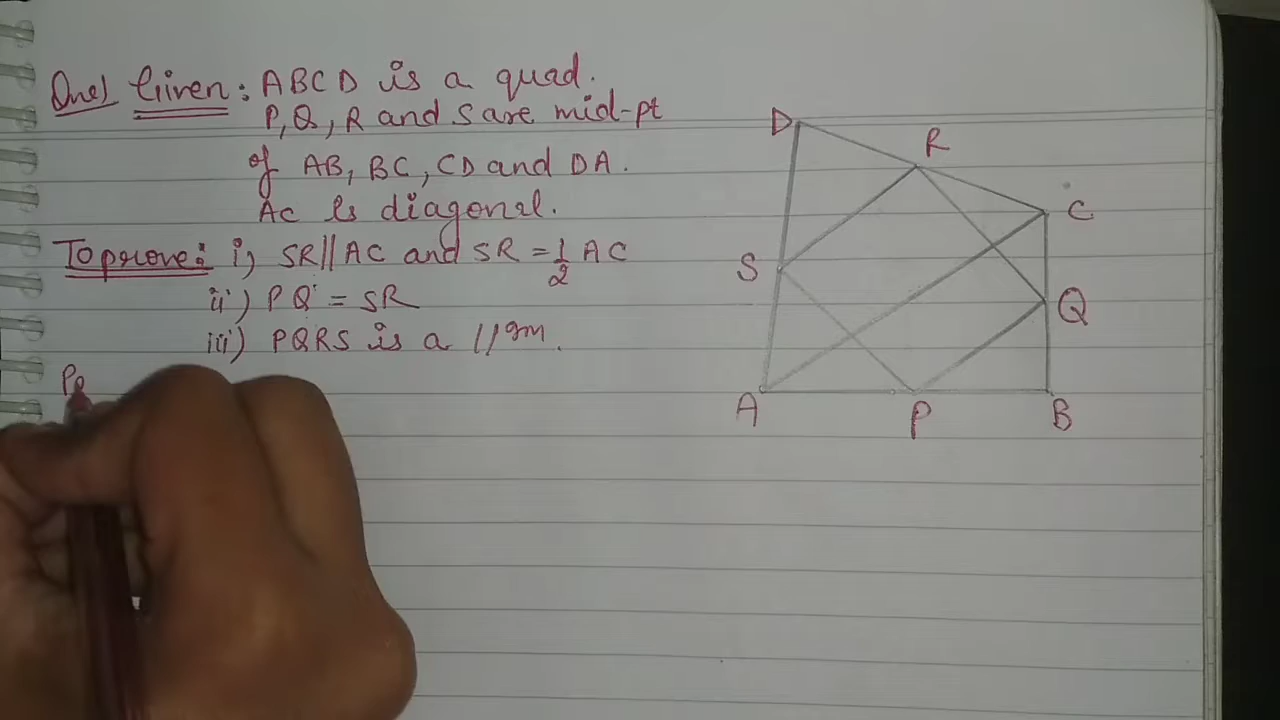 Ques) Given: ABCD is a quad.
P, Q, R and S are mid-pt
of AB, BC, CD and DA.
AC is diagonal.
To prove: i) SR || AC and SR = 1/2 AC
ii) PQ = SR
iii) PQRS is a ||gm.
D
R
C
S
Q
A
P
B